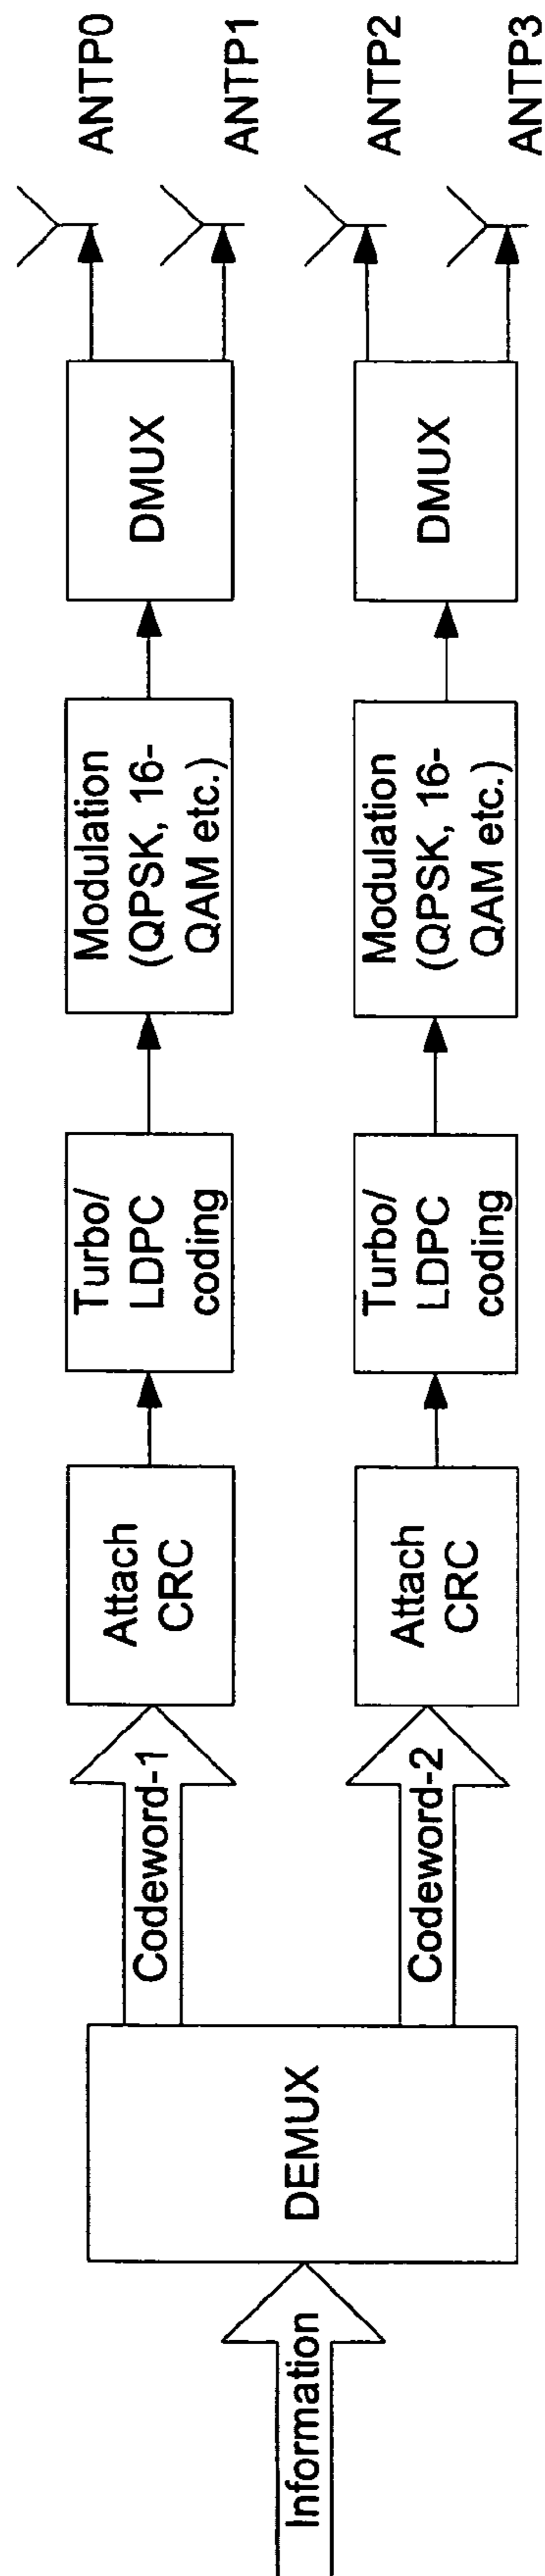 Information
DEMUX
Codeword-1
Attach
CRC
Turbo/
LDPC
coding
Modulation
(QPSK, 16-
QAM etc.)
DMUX
ANTP0
ANTP1
Codeword-2
Attach
CRC
Turbo/
LDPC
coding
Modulation
(QPSK, 16-
QAM etc.)
DMUX
ANTP2
ANTP3